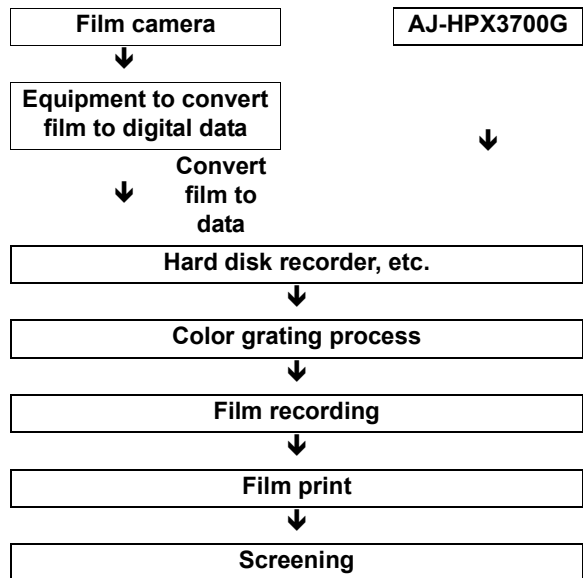 Film camera
AJ-HPX3700G
Equipment to convert
film to digital data
Convert
film to
data
Hard disk recorder, etc.
Color grating process
Film recording
Film print
Screening